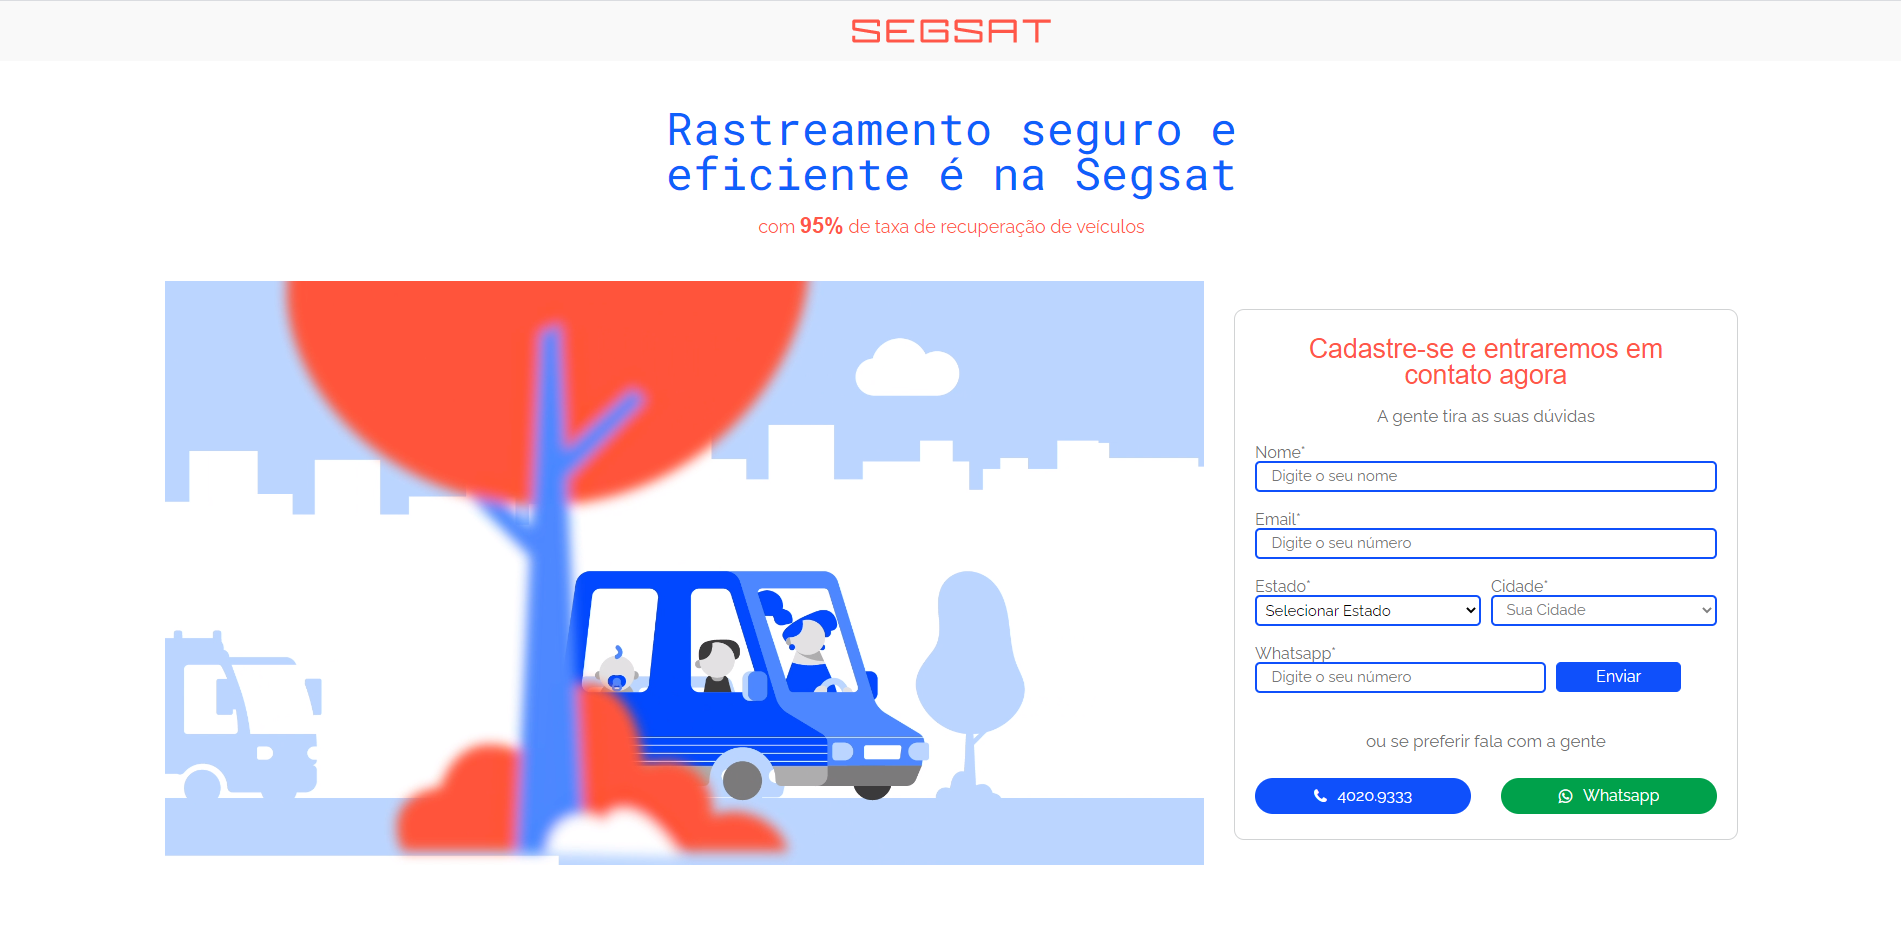 SEGSAT
Rastreamento seguro e
eficiente é na Segsat
com 95% de taxa de recuperação de veículos
Cadastre-se e entraremos em
contato agora
A gente tira as suas dúvidas
Nome*
Digite o seu nome
Email*
Digite o seu número
Estado* Cidade*
Selecionar Estado Sua Cidade
Whatsapp*
Digite o seu número Enviar
ou se preferir fala com a gente
4020.9333 Whatsapp